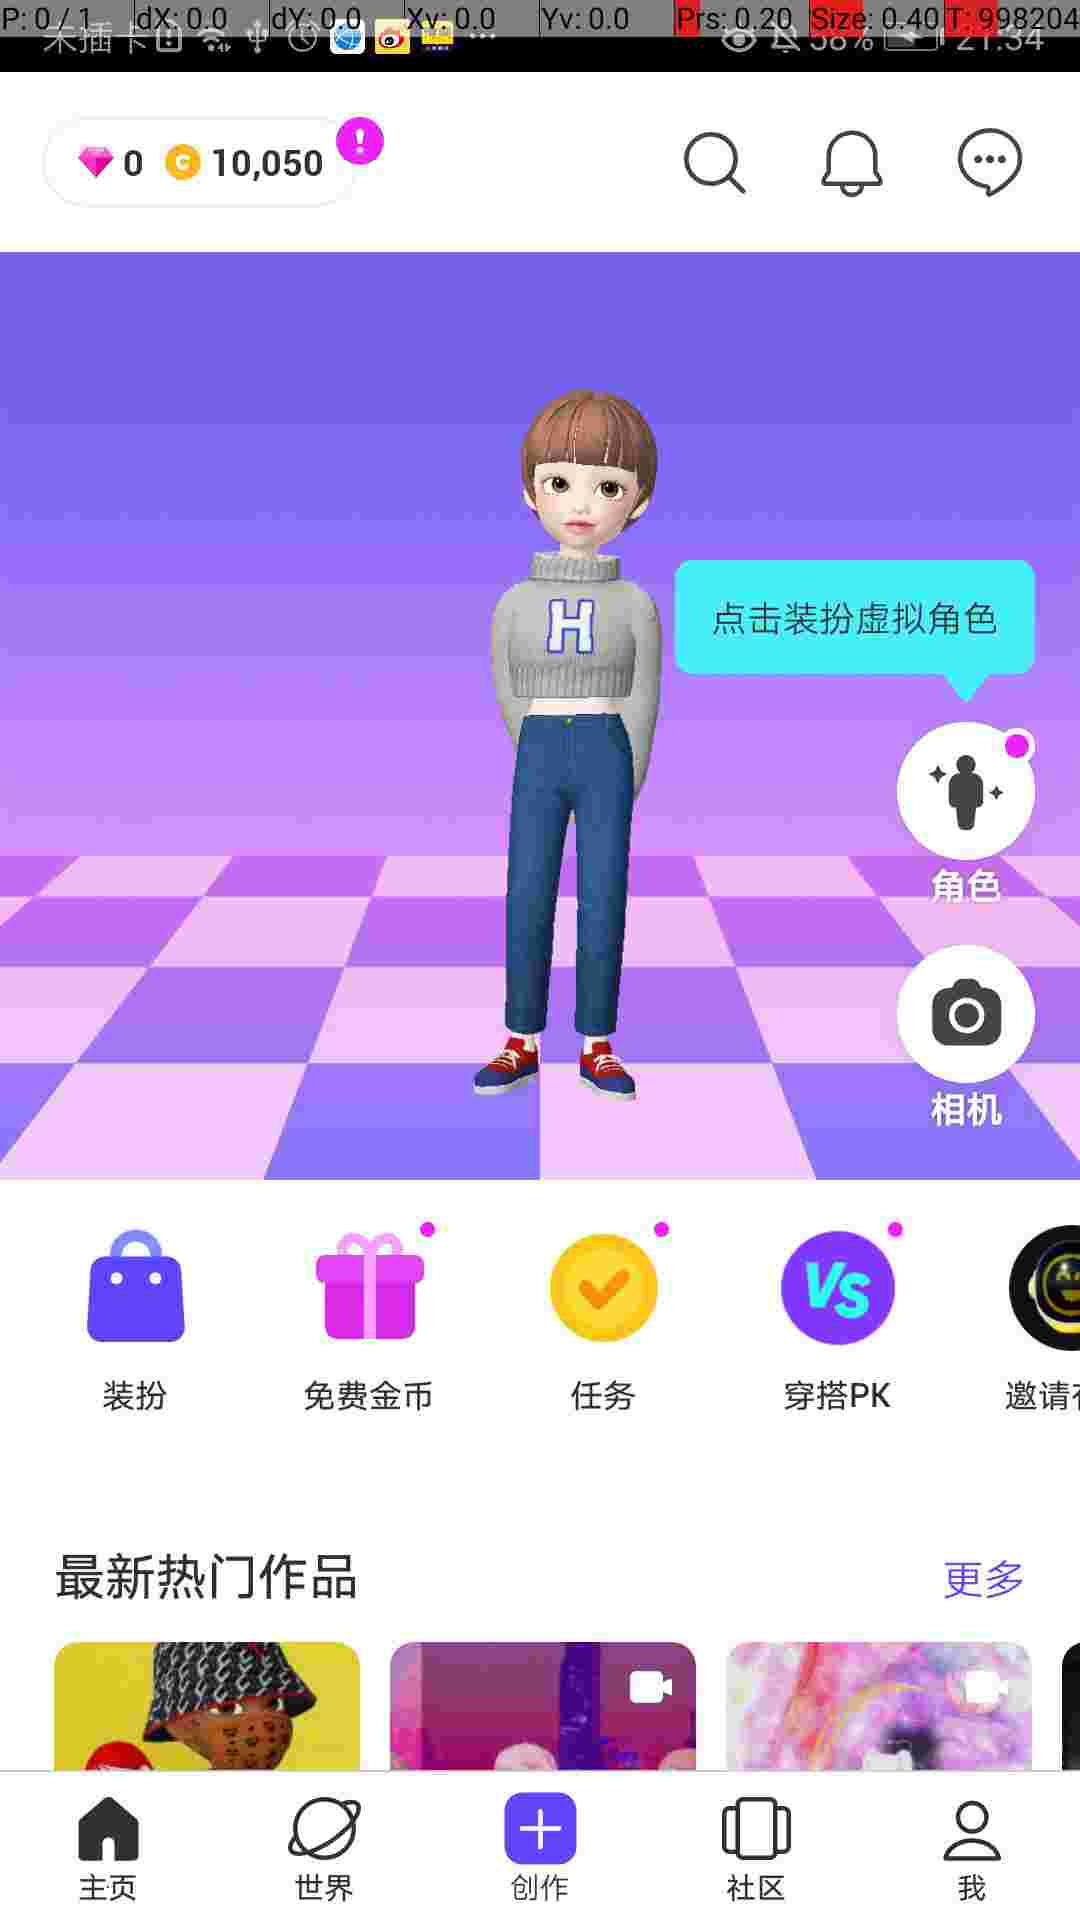 P: 0 / 1 dX: 0.0 dY: 0.0 Xv: 0.0 Yv: 0.0 Prs: 0.20 Size: 0.40 T: 998204
未插卡 58% 21:34
0 C 10,050 !
H
点击装扮虚拟角色
角色
相机
VS
装扮 免费金币 任务 穿搭PK 邀请
最新热门作品 更多
主页 世界 创作 社区 我